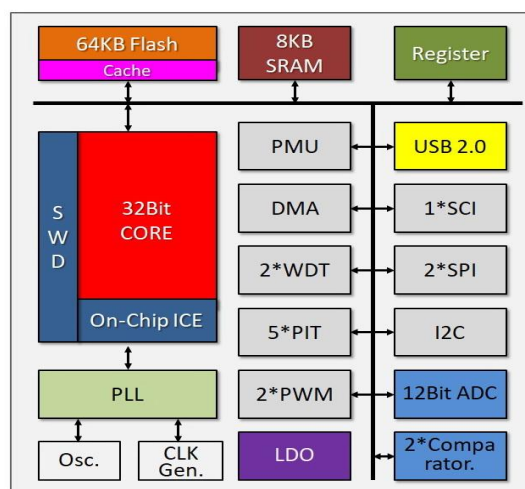 64KB Flash
Cache
8KB
SRAM
Register
SWD
32Bit
CORE
On-Chip ICE
PLL
Osc.
CLK
Gen.
PMU
DMA
2*WDT
5*PIT
2*PWM
LDO
USB 2.0
1*SCI
2*SPI
I2C
12Bit ADC
2*Compa
rator.